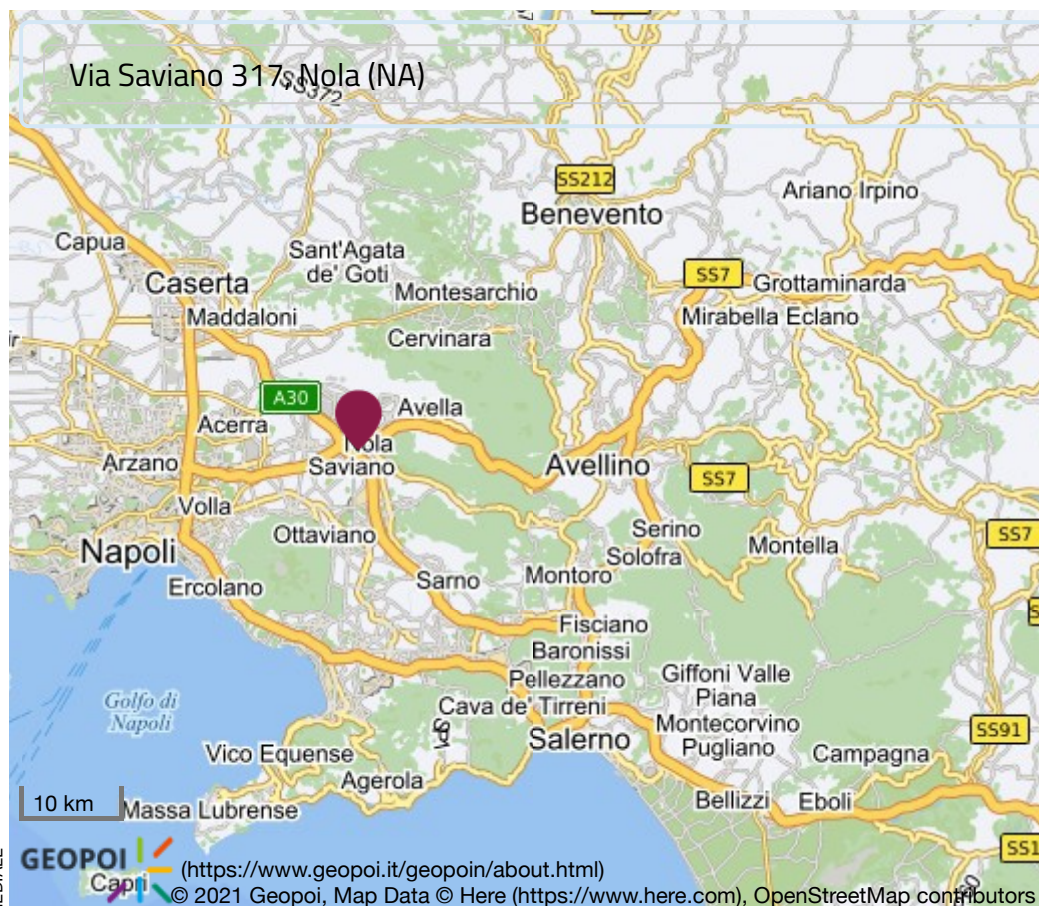 Via Saviano 317, Nola (NA)
SS372
SS212
Benevento
Ariano Irpino
Capua
Sant'Agata
de' Goti
Caserta
Montesarchio
SS7
Grottaminarda
Maddaloni
Mirabella Eclano
Cervinara
A30
Avella
Acerra
Nola
Arzano
Saviano
Avellino
SS7
Volla
Ottaviano
Serino
SS7
Napoli
Solofra
Montella
Ercolano
Sarno
Montoro
Fisciano
Baronissi
Pellezzano
Giffoni Valle
Piana
Golfo di
Napoli
Cava de' Tirreni
Montecorvino
Pugliano
SS91
Salerno
Vico Equense
Campagna
Agerola
10 km
Massa Lubrense
Bellizzi
Eboli
SS1
GEOPOI
(https://www.geopoi.it/geopoin/about.html)
Capri
© 2021 Geopoi, Map Data © Here (https://www.here.com), OpenStreetMap contributors